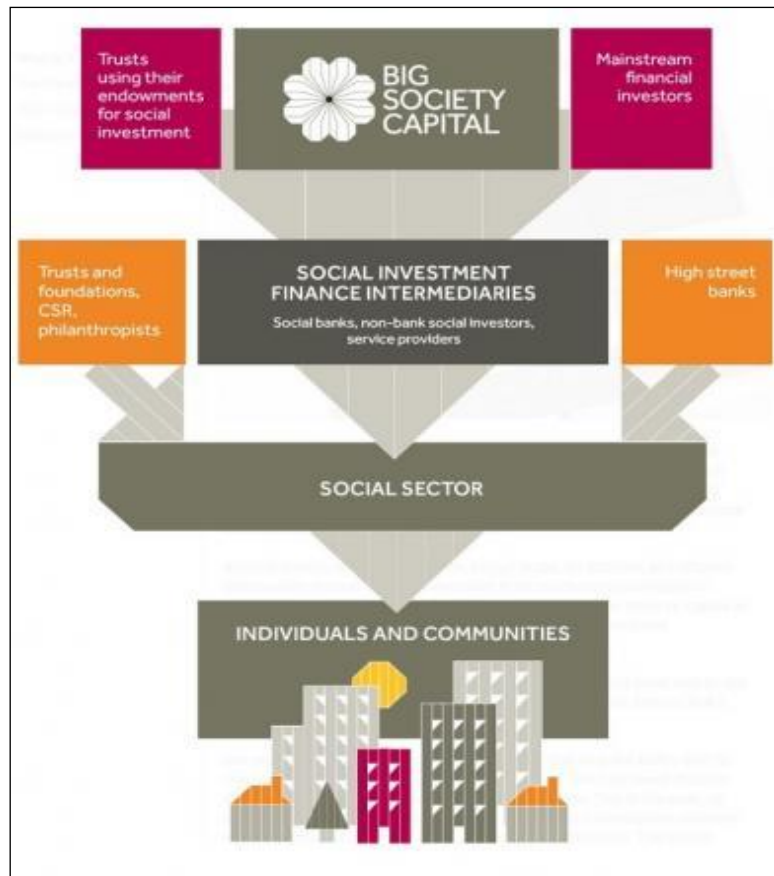 Trusts
using their
endowments
for social
investment
BIG
SOCIETY
CAPITAL
Mainstream
financial
investors
Trusts and
foundations,
CSR,
philanthropists
SOCIAL INVESTMENT
FINANCE INTERMEDIARIES
Social banks, non-bank social investors,
service providers
High street
banks
SOCIAL SECTOR
INDIVIDUALS AND COMMUNITIES